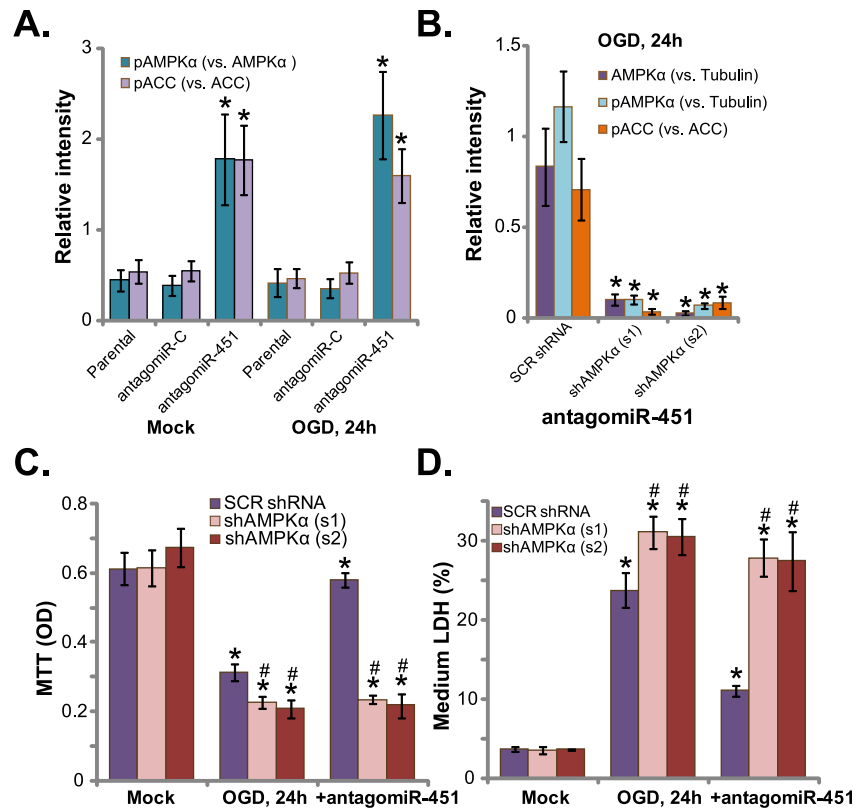 A.
pAMPKα (vs. AMPKα )
pACC (vs. ACC)
Relative intensity
3
2
1
0
* * * *
Parental
antagomiR-C
antagomiR-451
Parental
antagomiR-C
antagomiR-451
Mock
OGD, 24h
B.
OGD, 24h
AMPKα (vs. Tubulin)
pAMPKα (vs. Tubulin)
pACC (vs. ACC)
Relative intensity
1.5
1
0.5
0
* * * * * *
SCR shRNA
shAMPKα (s1)
shAMPKα (s2)
antagomiR-451
C.
SCR shRNA
shAMPKα (s1)
shAMPKα (s2)
MTT (OD)
0.8
0.6
0.4
0.2
0
# # # #
* * * * * *
Mock
OGD, 24h
+antagomiR-451
D.
SCR shRNA
shAMPKα (s1)
shAMPKα (s2)
Medium LDH (%)
30
20
10
0
# # # #
* * * * * *
Mock
OGD, 24h
+antagomiR-451